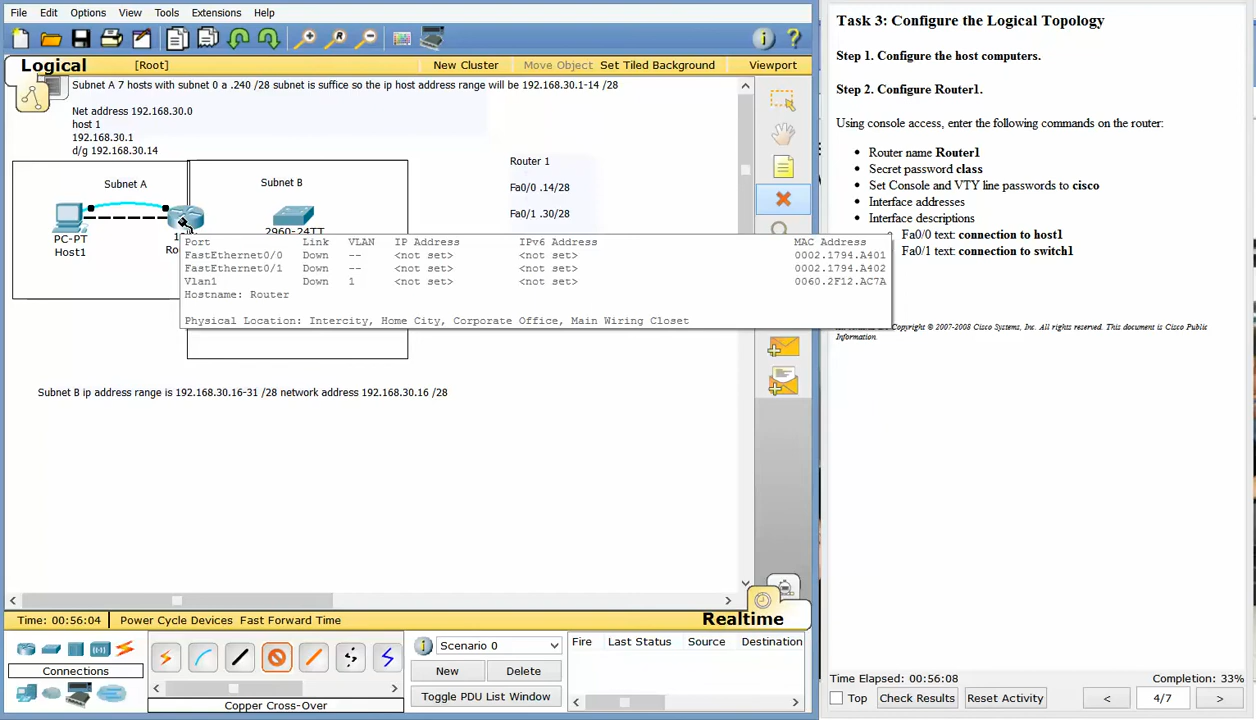 File Edit Options View Tools Extensions Help
Logical [Root] New Cluster Move Object Set Tiled Background Viewport
Subnet A 7 hosts with subnet 0 a .240 /28 subnet is suffice so the ip host address range will be 192.168.30.1-14 /28
Net address 192.168.30.0
host 1
192.168.30.1
d/g 192.168.30.14
Subnet A
Subnet B
Router 1
Fa0/0 .14/28
Fa0/1 .30/28
PC-PT
Host1
2960-24TT
Port Link VLAN IP Address IPv6 Address MAC Address
FastEthernet0/0 Down -- <not set> <not set> 0002.1794.A401
FastEthernet0/1 Down -- <not set> <not set> 0002.1794.A402
Vlan1 Down 1 <not set> <not set> 0060.2F12.AC7A
Hostname: Router
Physical Location: Intercity, Home City, Corporate Office, Main Wiring Closet
Subnet B ip address range is 192.168.30.16-31 /28 network address 192.168.30.16 /28
Time: 00:56:04 Power Cycle Devices Fast Forward Time Realtime
Connections
Copper Cross-Over
Scenario 0
New Delete
Toggle PDU List Window
Fire Last Status Source Destination
Task 3: Configure the Logical Topology
Step 1. Configure the host computers.
Step 2. Configure Router1.
Using console access, enter the following commands on the router:
Router name Router1
Secret password class
Set Console and VTY line passwords to cisco
Interface addresses
Interface descriptions
Fa0/0 text: connection to host1
Fa0/1 text: connection to switch1
Copyright © 2007-2008 Cisco Systems, Inc. All rights reserved. This document is Cisco Public
Information.
Time Elapsed: 00:56:08 Completion: 33%
Top Check Results Reset Activity < 4/7 >